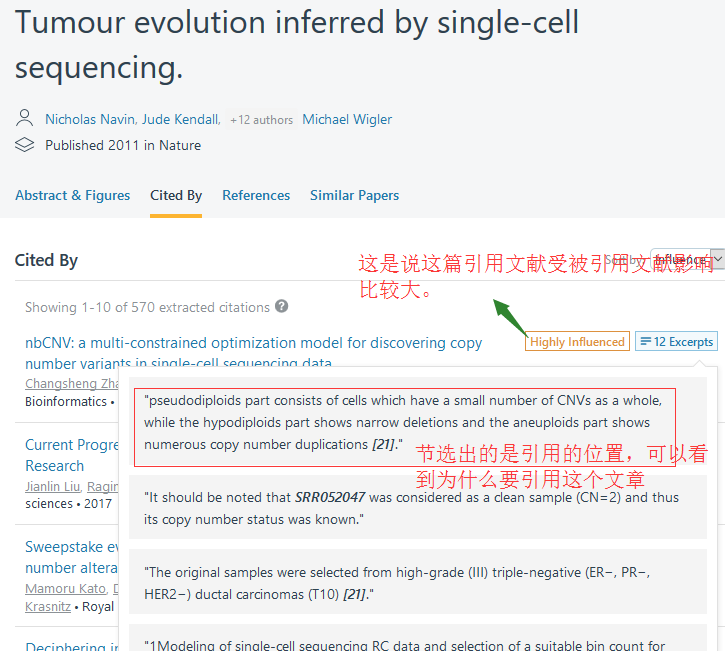 Tumour evolution inferred by single-cell
sequencing.
Nicholas Navin, Jude Kendall, +12 authors Michael Wigler
Published 2011 in Nature
Abstract & Figures Cited By References Similar Papers
Cited By
Influence
这是说这篇引用文献受被引用文献影响
比较大。
Showing 1-10 of 570 extracted citations
nbCNV: a multi-constrained optimization model for discovering copy
Highly Influenced 12 Excerpts
number variants in single-cell sequencing data
Changsheng Zha
Bioinformatics •
"pseudodiploids part consists of cells which have a small number of CNVs as a whole,
while the hypodiploids part shows narrow deletions and the aneuploids part shows
numerous copy number duplications [21]."
节选出的是引用的位置，可以看
到为什么要引用这个文章
Current Progre
Research
Jianlin Liu, Ragin
sciences • 2017
"It should be noted that SRR052047 was considered as a clean sample (CN=2) and thus
its copy number status was known."
Sweepstake ev
number altera
Mamoru Kato, D
Krasnitz • Royal
"The original samples were selected from high-grade (III) triple-negative (ER−, PR−,
HER2−) ductal carcinomas (T10) [21]."
Deciphering in
"1Modeling of single-cell sequencing RC data and selection of a suitable bin count for